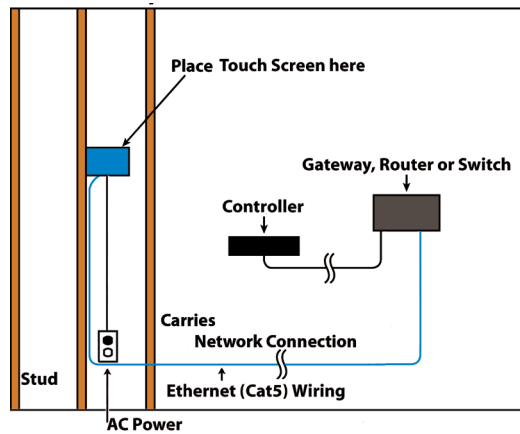 Place Touch Screen here
Gateway, Router or Switch
Controller
Carries
Network Connection
Stud
Ethernet (Cat5) Wiring
AC Power